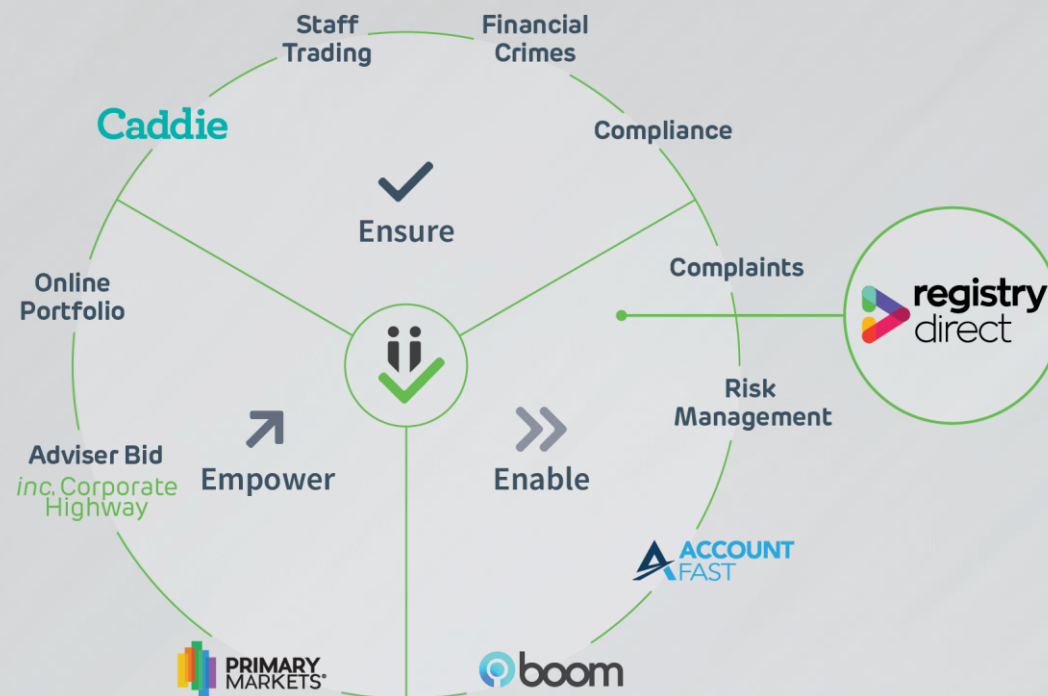 Staff
Trading
Financial
Crimes
Caddie
Compliance
Ensure
Complaints
Online
Portfolio
registry
direct
Risk
Management
Adviser Bid
inc. Corporate
Highway
Empower
Enable
ACCOUNT
FAST
PRIMARY
MARKETS®
boom